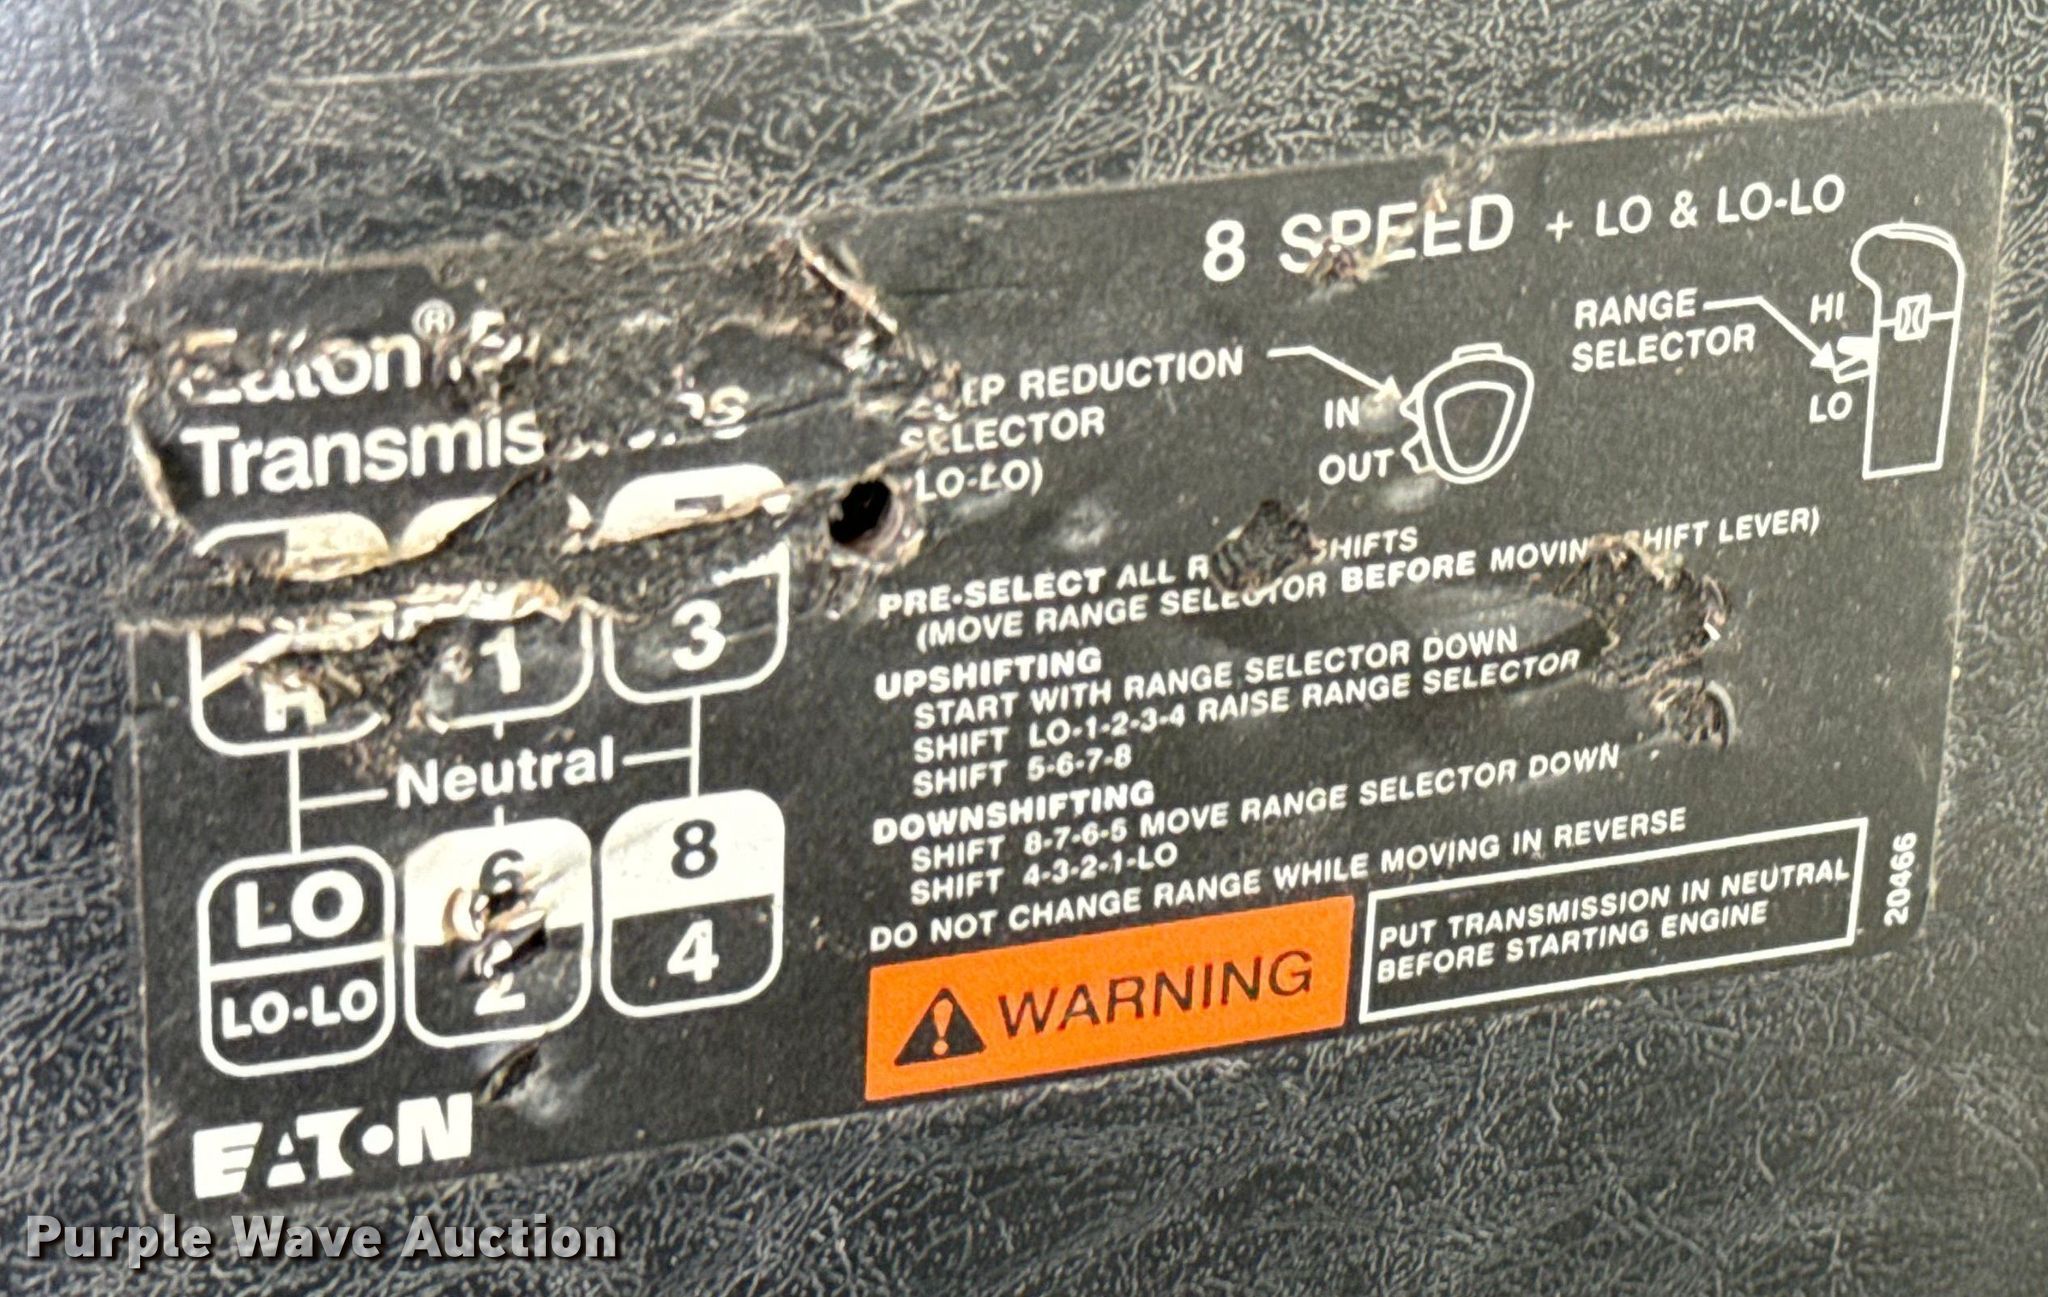 8 SPEED + LO & LO-LO
Eaton®
Transmissions
REDUCTION
SELECTOR
(LO-LO)
IN
OUT
RANGE
SELECTOR
HI
LO
PRE-SELECT ALL SHIFTS
(MOVE RANGE SELECTOR BEFORE MOVING SHIFT LEVER)
UPSHIFTING
START WITH RANGE SELECTOR DOWN
SHIFT LO-1-2-3-4 RAISE RANGE SELECTOR
SHIFT 5-6-7-8
DOWNSHIFTING
SHIFT 8-7-6-5 MOVE RANGE SELECTOR DOWN
SHIFT 4-3-2-1-LO
DO NOT CHANGE RANGE WHILE MOVING IN REVERSE
WARNING
PUT TRANSMISSION IN NEUTRAL
BEFORE STARTING ENGINE
20466
R 1 3
Neutral
LO 6 8
LO-LO 2 4
EATON
Purple Wave Auction